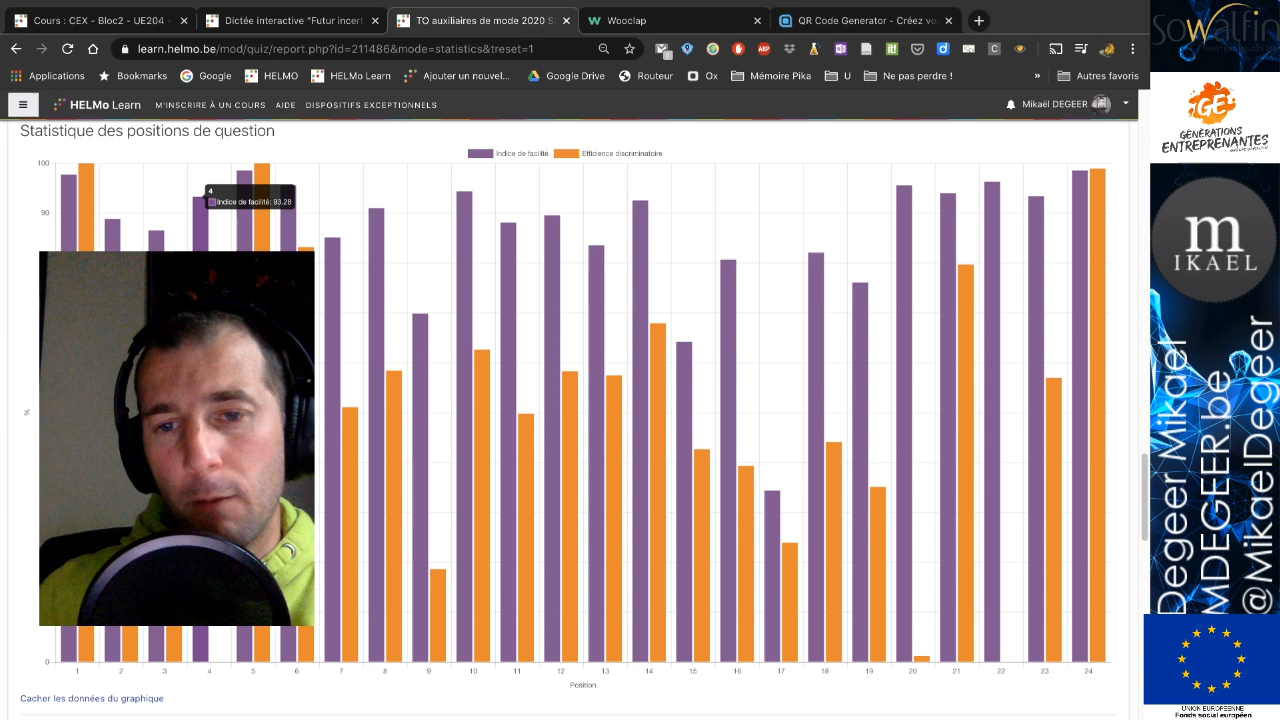 Cours : CEX - Bloc2 - UE204 -
Dictée interactive "Futur incert
TO auxiliaires de mode 2020 S
Wooclap
QR Code Generator - Créez vo
learn.helmo.be/mod/quiz/report.php?id=211486&mode=statistics&treset=1
Applications
Bookmarks
Google
HELMO
HELMo Learn
Ajouter un nouvel...
Google Drive
Routeur
Ox
Mémoire Pika
U
Ne pas perdre !
»
Autres favoris
HELMo Learn
M'INSCRIRE À UN COURS
AIDE
DISPOSITIFS EXCEPTIONNELS
Mikaël DEGEER
Statistique des positions de question
Indice de facilité
Efficience discriminatoire
100
90
0
%
4
Indice de facilité: 93.28
1 2 3 4 5 6 7 8 9 10 11 12 13 14 15 16 17 18 19 20 21 22 23 24
Position
Cacher les données du graphique
Sowalfin
GE
GÉNÉRATIONS
ENTREPRENANTES
m
IKAEL
Degeer Mikael
MDEGEER.be
@MikaelDegeer
UNION EUROPÉENNE
Fonds social européen